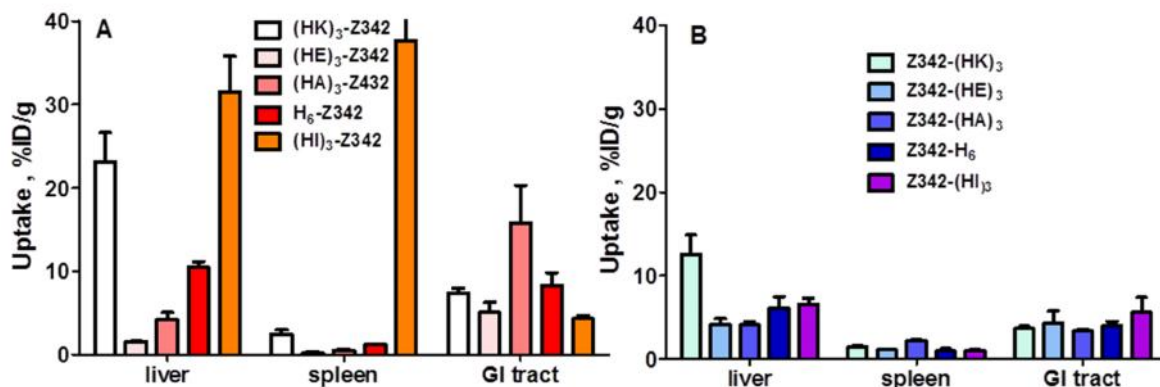 A
Uptake , %ID/g
40
30
20
10
0
(HK)3-Z342
(HE)3-Z342
(HA)3-Z432
H6-Z342
(HI)3-Z342
liver spleen GI tract
B
Uptake , %ID/g
40
30
20
10
0
Z342-(HK)3
Z342-(HE)3
Z342-(HA)3
Z342-H6
Z342-(HI)3
liver spleen GI tract